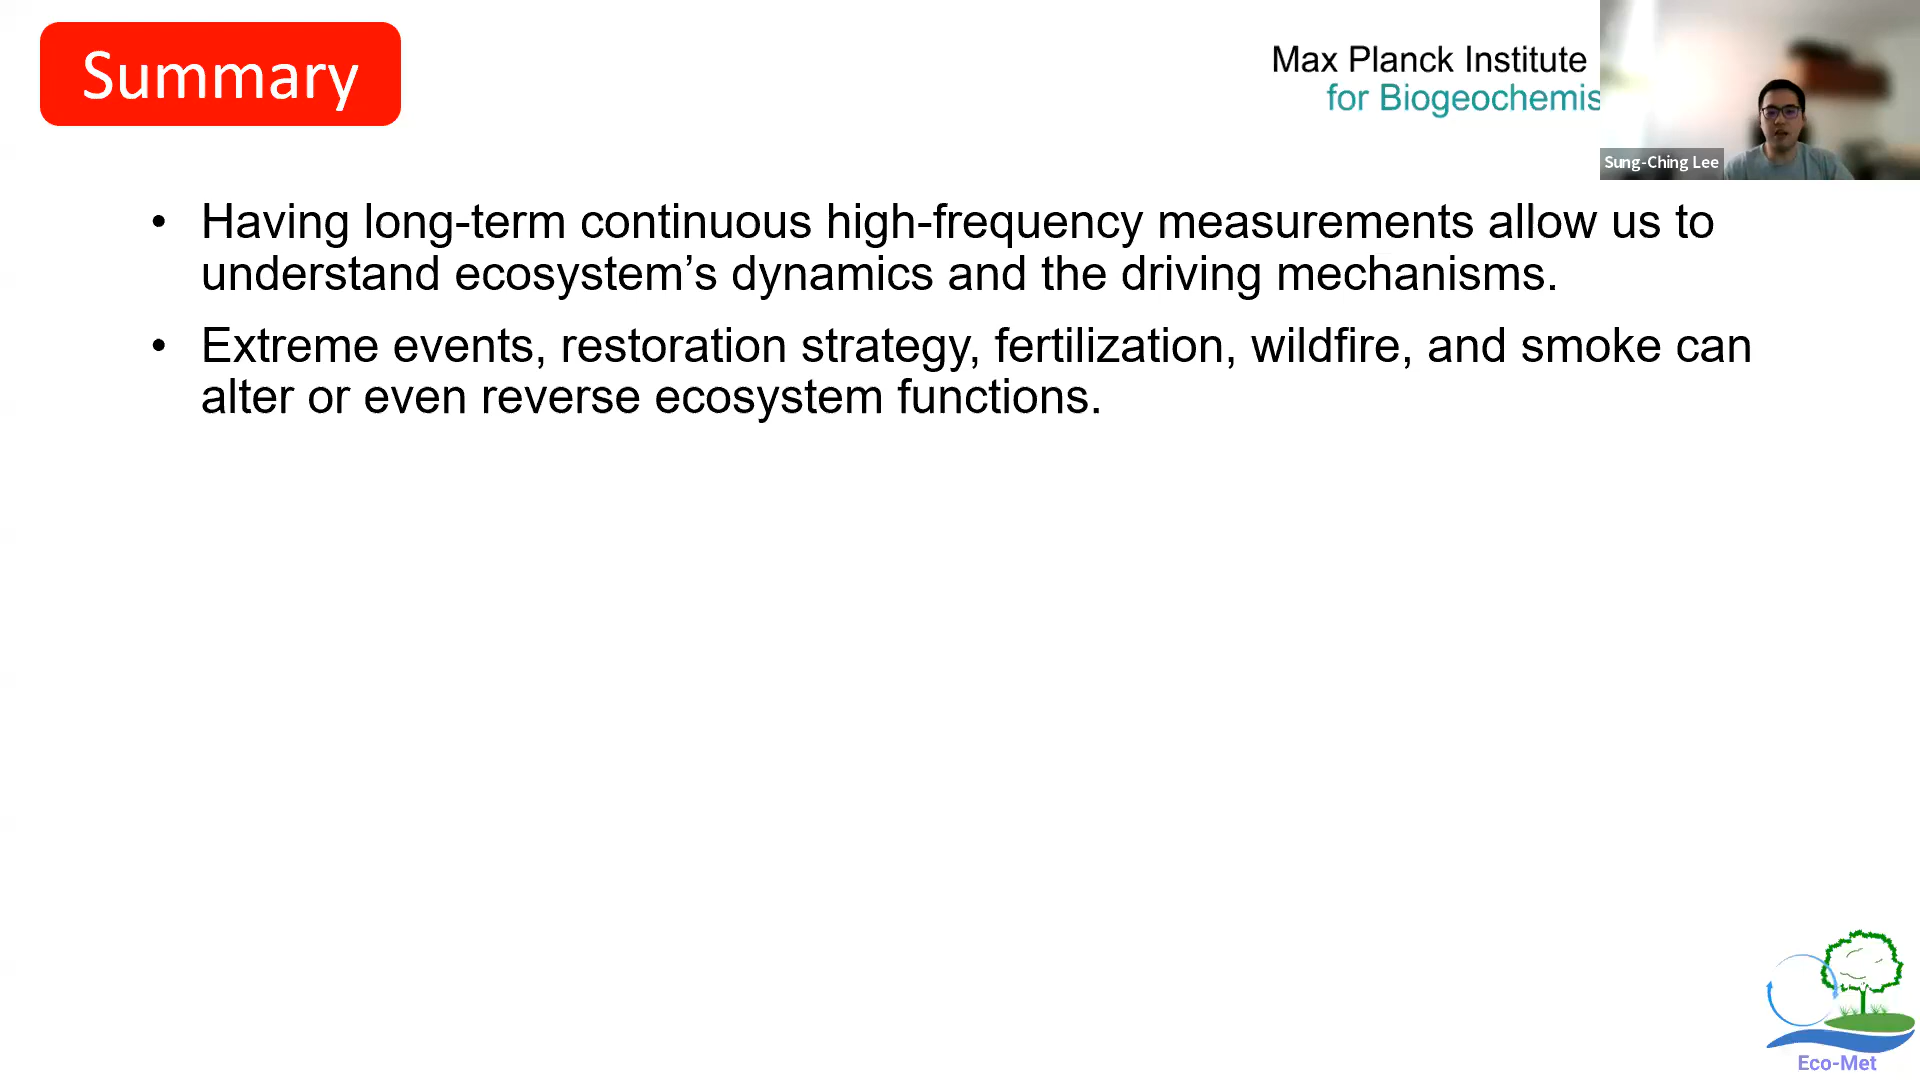 Summary
Max Planck Institute
for Biogeochemis
Sung-Ching Lee
• Having long-term continuous high-frequency measurements allow us to
understand ecosystem’s dynamics and the driving mechanisms.
• Extreme events, restoration strategy, fertilization, wildfire, and smoke can
alter or even reverse ecosystem functions.
Eco-Met